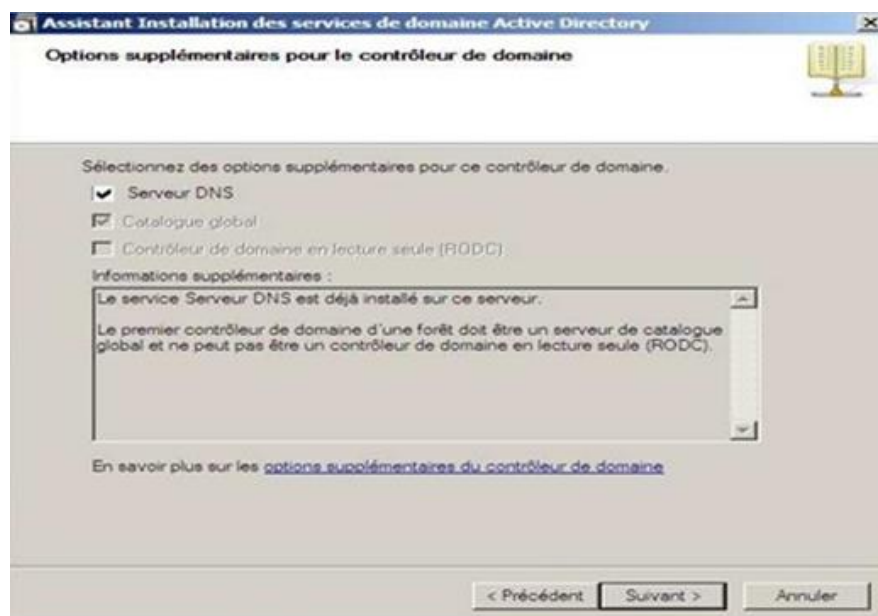 Assistant Installation des services de domaine Active Directory
Options supplémentaires pour le contrôleur de domaine
Sélectionnez des options supplémentaires pour ce contrôleur de domaine.
Serveur DNS
Catalogue global
Contrôleur de domaine en lecture seule (RODC)
Informations supplémentaires :
Le service Serveur DNS est déjà installé sur ce serveur.
Le premier contrôleur de domaine d'une forêt doit être un serveur de catalogue
global et ne peut pas être un contrôleur de domaine en lecture seule (RODC).
En savoir plus sur les options supplémentaires du contrôleur de domaine
< Précédent Suivant > Annuler